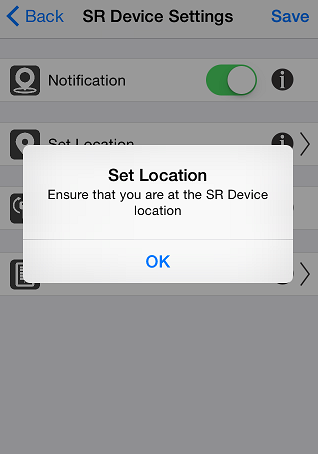 Back SR Device Settings Save
Notification
Set Location
Set Location
Ensure that you are at the SR Device
location
OK